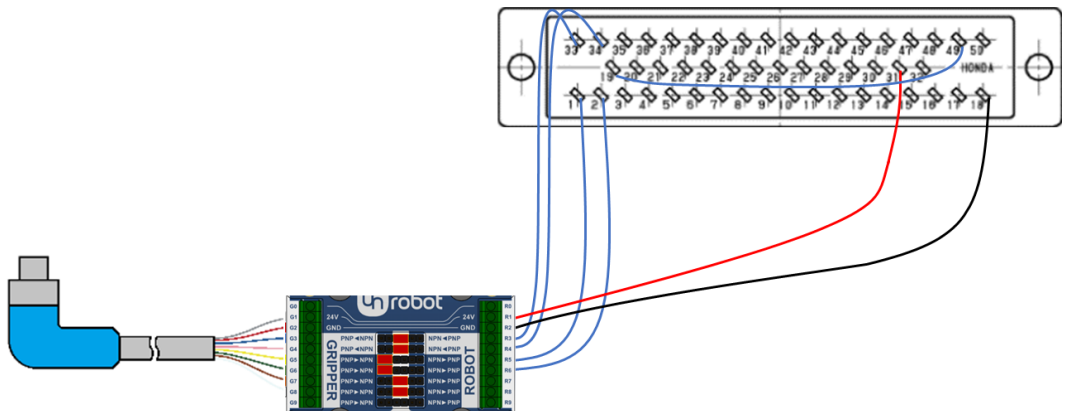 33 34 35 36 37 38 39 40 41 42 43 44 45 46 47 48 49 50
19 20 21 22 23 24 25 26 27 28 29 30 31 32 HONDA
1 2 3 4 5 6 7 8 9 10 11 12 13 14 15 16 17 18
un robot
G0 R0
G1 24V 24V R1
G2 GND GND R2
G3 PNP◄NPN NPN◄PNP R3
G4 PNP◄NPN NPN◄PNP R4
G5 PNP►NPN NPN►PNP R5
G6 PNP►NPN NPN►PNP R6
G7 PNP►NPN NPN►PNP R7
G8 PNP►NPN NPN►PNP R8
G9 PNP►NPN NPN►PNP R9
GRIPPER
ROBOT